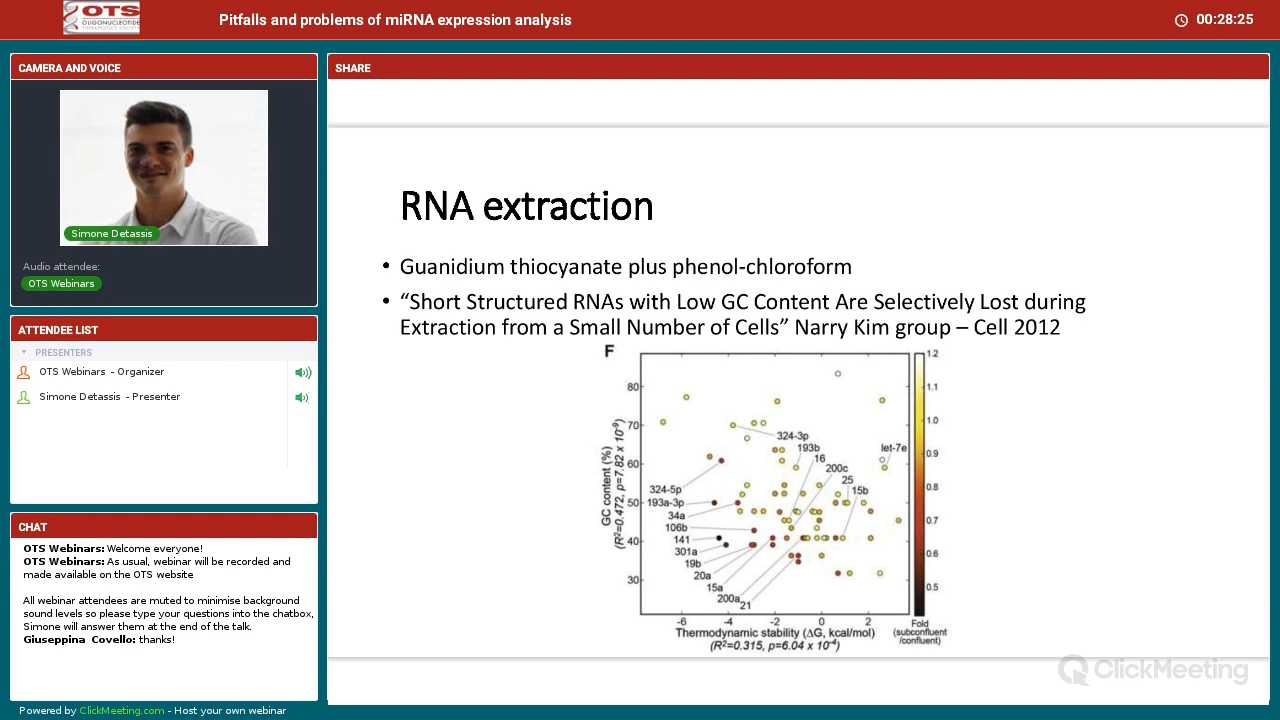 OTS
OLIGONUCLEOTIDE
THERAPEUTICS SOCIETY
Pitfalls and problems of miRNA expression analysis
00:28:25
CAMERA AND VOICE
Simone Detassis
Audio attendee:
OTS Webinars
ATTENDEE LIST
PRESENTERS
OTS Webinars - Organizer
Simone Detassis - Presenter
CHAT
OTS Webinars: Welcome everyone!
OTS Webinars: As usual, webinar will be recorded and
made available on the OTS website
All webinar attendees are muted to minimise background
sound levels so please type your questions into the chatbox,
Simone will answer them at the end of the talk.
Giuseppina Covello: thanks!
SHARE
RNA extraction
• Guanidium thiocyanate plus phenol-chloroform
• “Short Structured RNAs with Low GC Content Are Selectively Lost during
Extraction from a Small Number of Cells” Narry Kim group – Cell 2012
F
GC content (%)
(R²=0.472, p=7.82 x 10⁻⁹)
80
70
60
50
40
30
324-3p
193b
16
200c
25
15b
let-7e
324-5p
193a-3p
34a
106b
141
301a
19b
20a
15a
200a
21
-6 -4 -2 0 2
Thermodynamic stability (ΔG, kcal/mol)
(R²=0.315, p=6.04 x 10⁻⁴)
1.2
1.1
1.0
0.9
0.8
0.7
0.6
0.5
Fold
(subconfluent
/confluent)
ClickMeeting
Powered by ClickMeeting.com - Host your own webinar